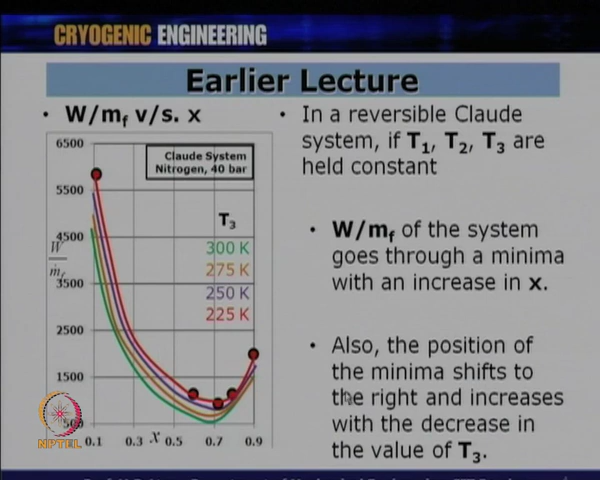 CRYOGENIC ENGINEERING
Earlier Lecture
• W/mf v/s. x
6500
5500
4500
3500
2500
1500
500
W
ṁf
Claude System
Nitrogen, 40 bar
T3
300 K
275 K
250 K
225 K
0.1 0.3 x 0.5 0.7 0.9
NPTEL
• In a reversible Claude
system, if T1, T2, T3 are
held constant
• W/mf of the system
goes through a minima
with an increase in x.
• Also, the position of
the minima shifts to
the right and increases
with the decrease in
the value of T3.